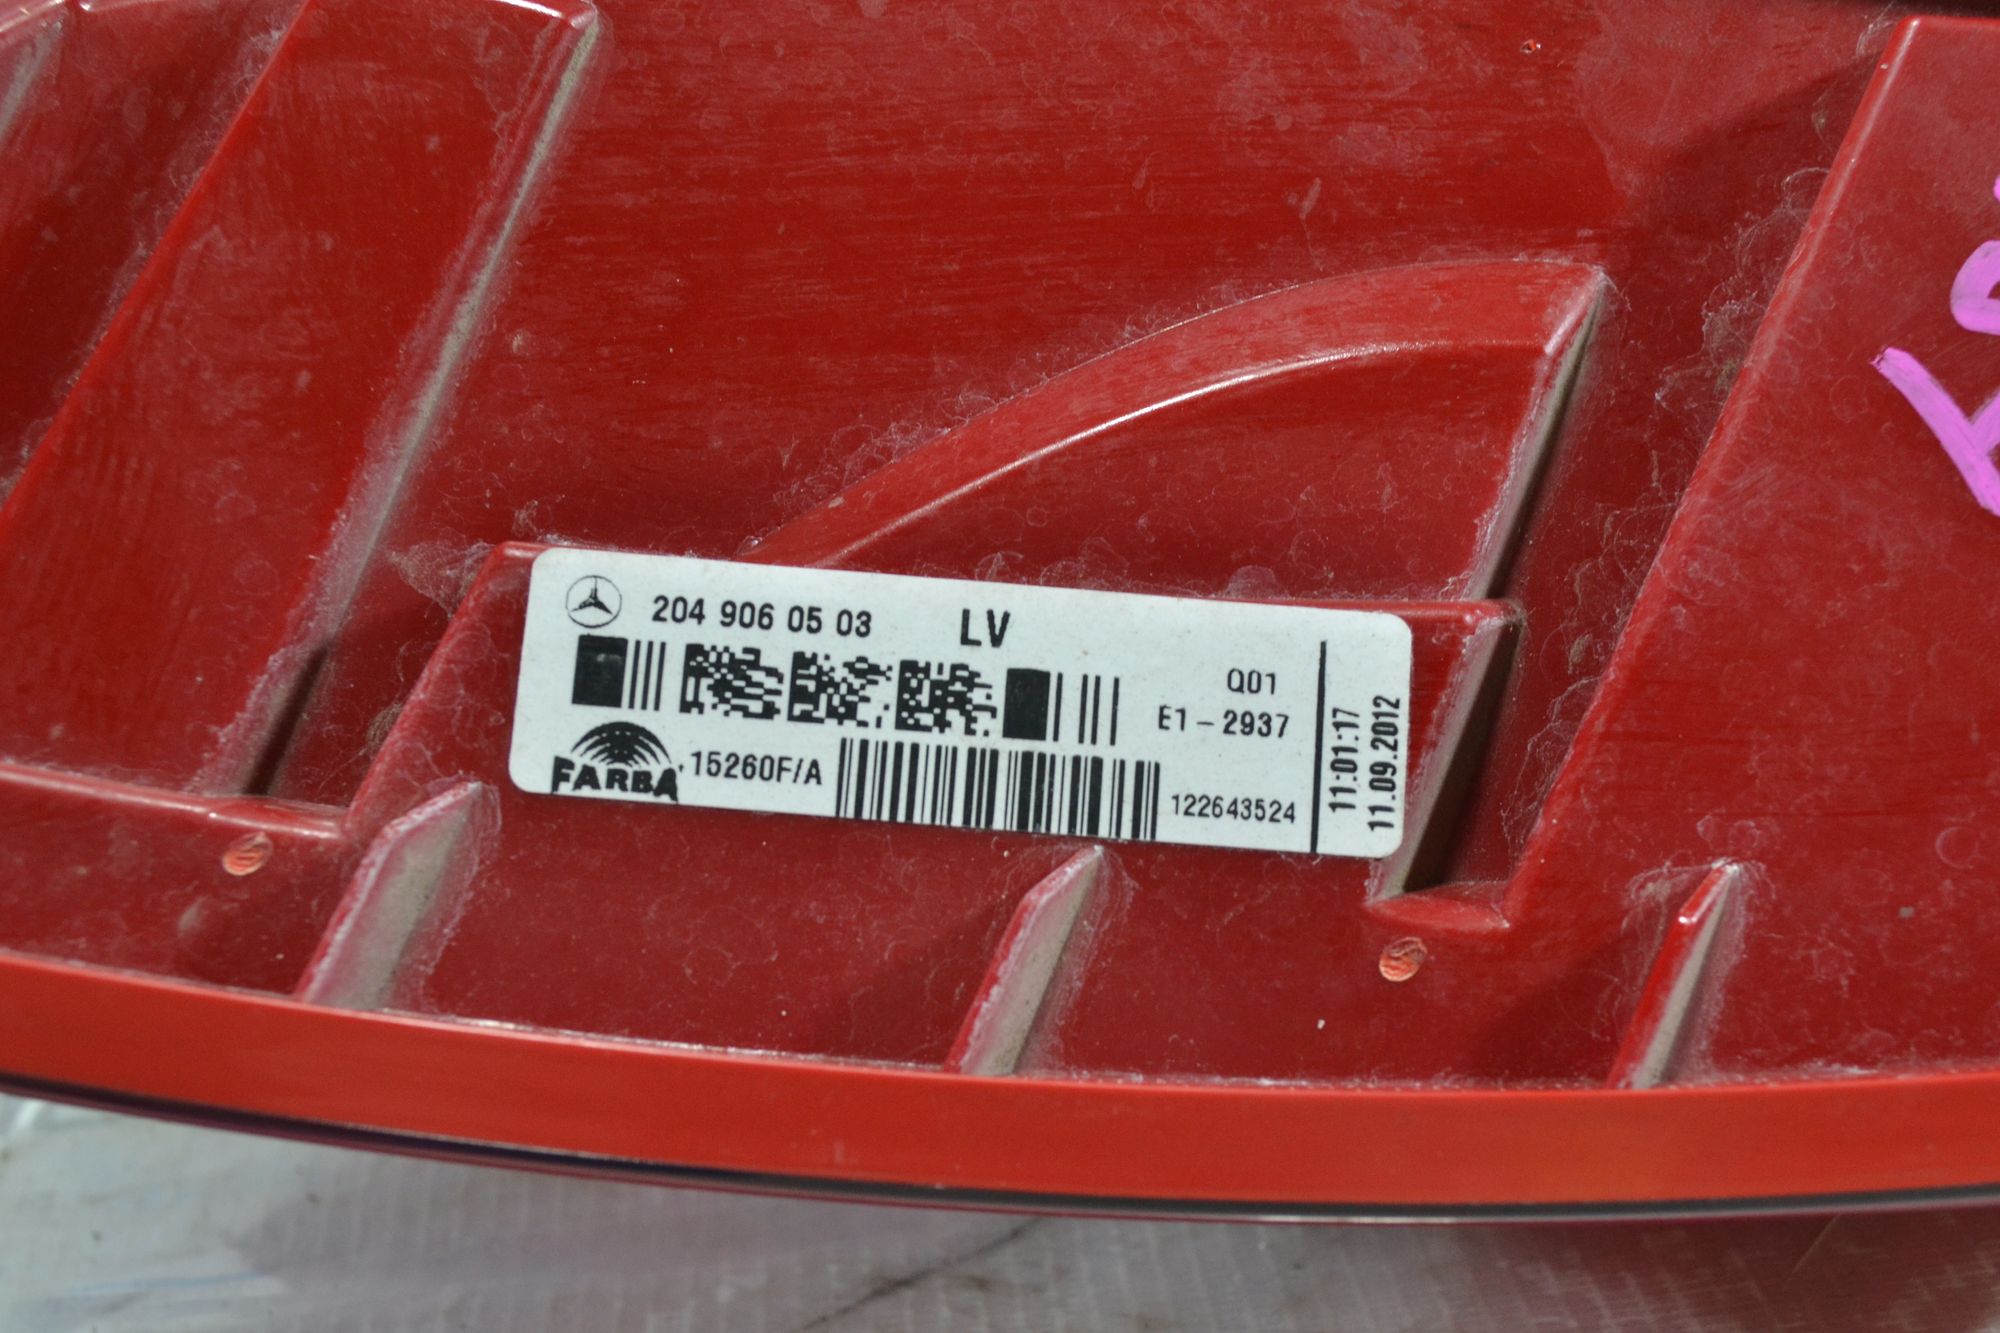 204 906 05 03 LV
Q01
E1-2937
FARBA
15260F/A
122643524
11:01:17
11.09.2012